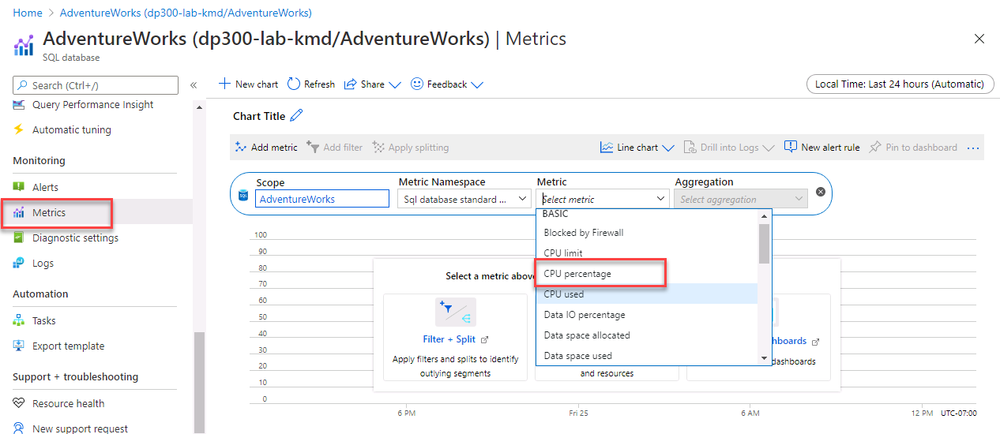 Home > AdventureWorks (dp300-lab-kmd/AdventureWorks)
AdventureWorks (dp300-lab-kmd/AdventureWorks) | Metrics
SQL database
Search (Ctrl+/)
«
Query Performance Insight
Automatic tuning
Monitoring
Alerts
Metrics
Diagnostic settings
Logs
Automation
Tasks
Export template
Support + troubleshooting
Resource health
New support request
New chart Refresh Share Feedback
Local Time: Last 24 hours (Automatic)
Chart Title
Add metric Add filter Apply splitting Line chart Drill into Logs New alert rule Pin to dashboard ...
Scope Metric Namespace Metric Aggregation
SQL AdventureWorks Sql database standard ... Select metric Select aggregation
BASIC
Blocked by Firewall
CPU limit
CPU percentage
CPU used
Data IO percentage
Data space allocated
Data space used
100
90
80
70
60
50
40
30
20
10
0
Select a metric above
Filter + Split
Apply filters and splits to identify
outlying segments
and resources
hboards
dashboards
6 PM Fri 25 6 AM 12 PM UTC-07:00